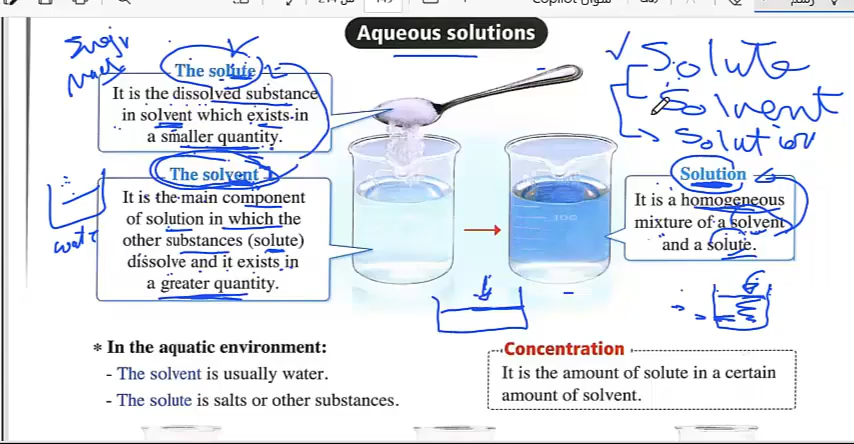 Copilot سؤال
رسم
Aqueous solutions
The solute
It is the dissolved substance
in solvent which exists in
a smaller quantity.
The solvent
It is the main component
of solution in which the
other substances (solute)
dissolve and it exists in
a greater quantity.
water
Solute
Solvent
Solution
Solution
It is a homogeneous
mixture of a solvent
and a solute.
* In the aquatic environment:
- The solvent is usually water.
- The solute is salts or other substances.
Concentration
It is the amount of solute in a certain
amount of solvent.